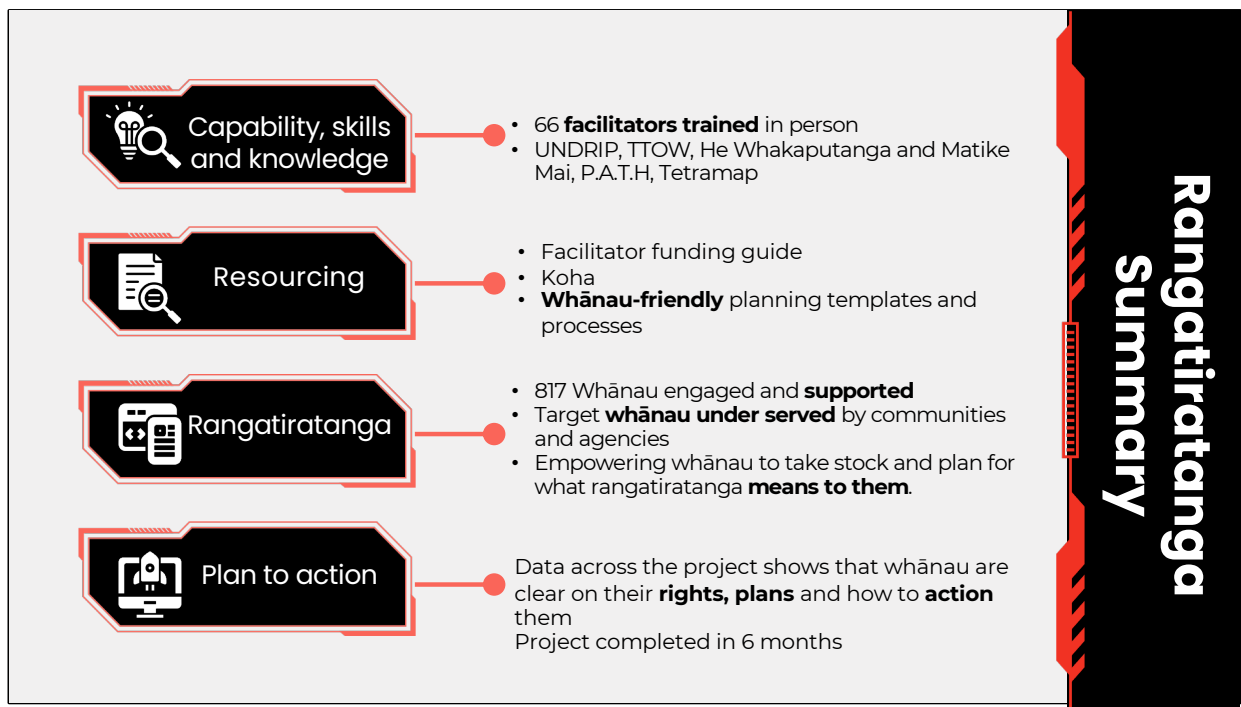 Capability, skills
and knowledge
• 66 facilitators trained in person
• UNDRIP, TTOW, He Whakaputanga and Matike
Mai, P.A.T.H, Tetramap
Resourcing
• Facilitator funding guide
• Koha
• Whānau-friendly planning templates and
processes
Rangatiratanga
• 817 Whānau engaged and supported
• Target whānau under served by communities
and agencies
• Empowering whānau to take stock and plan for
what rangatiratanga means to them.
Plan to action
Data across the project shows that whānau are
clear on their rights, plans and how to action
them
Project completed in 6 months
Rangatiratanga
Summary